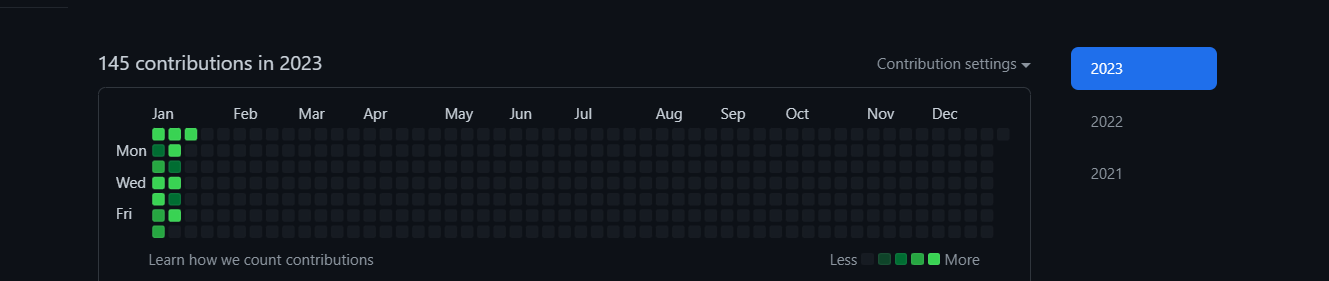 145 contributions in 2023
Contribution settings
2023
2022
2021
Jan Feb Mar Apr May Jun Jul Aug Sep Oct Nov Dec
Mon
Wed
Fri
Learn how we count contributions
Less More